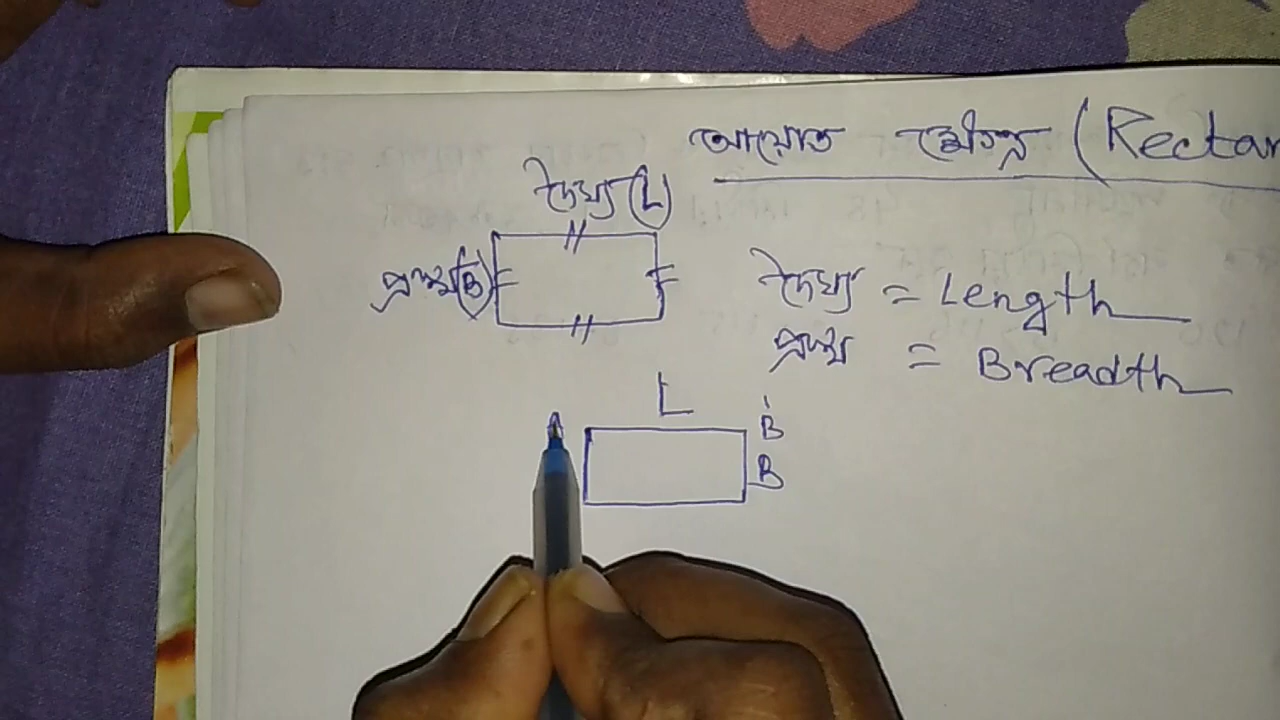 আয়োত ক্ষেত্র (Rectan
দৈঘ্য (L)
প্রস্থ (B)
দৈঘ্য = Length
প্রস্থ = Breadth
L
A
B
B